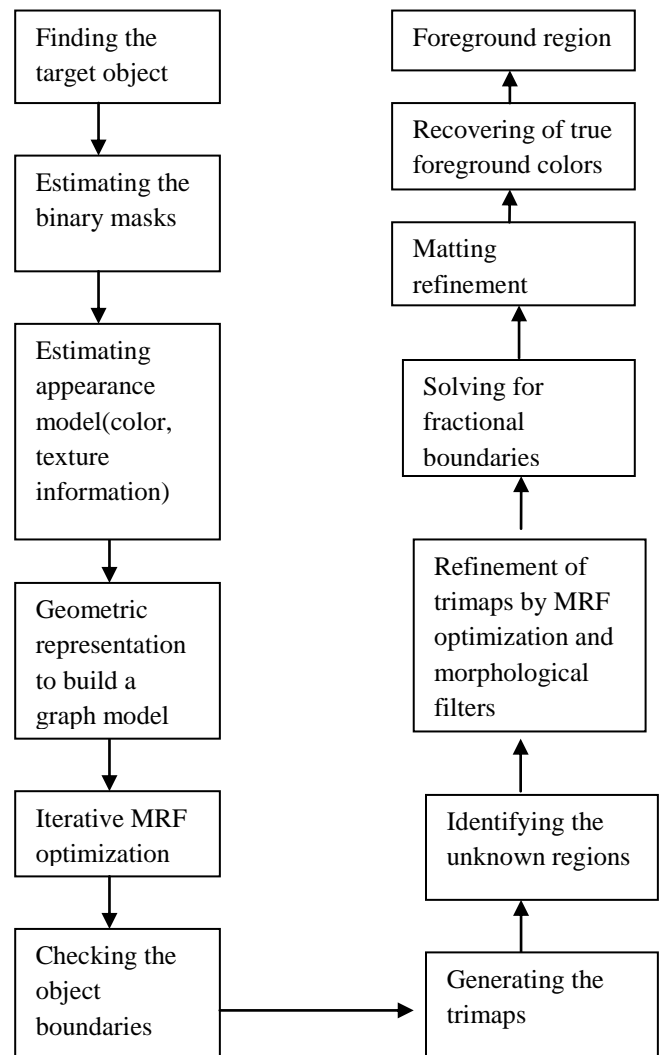 Finding the
target object
Estimating the
binary masks
Estimating
appearance
model(color,
texture
information)
Geometric
representation
to build a
graph model
Iterative MRF
optimization
Checking the
object
boundaries
Generating the
trimaps
Identifying the
unknown regions
Refinement of
trimaps by MRF
optimization and
morphological
filters
Solving for
fractional
boundaries
Matting
refinement
Recovering of true
foreground colors
Foreground region